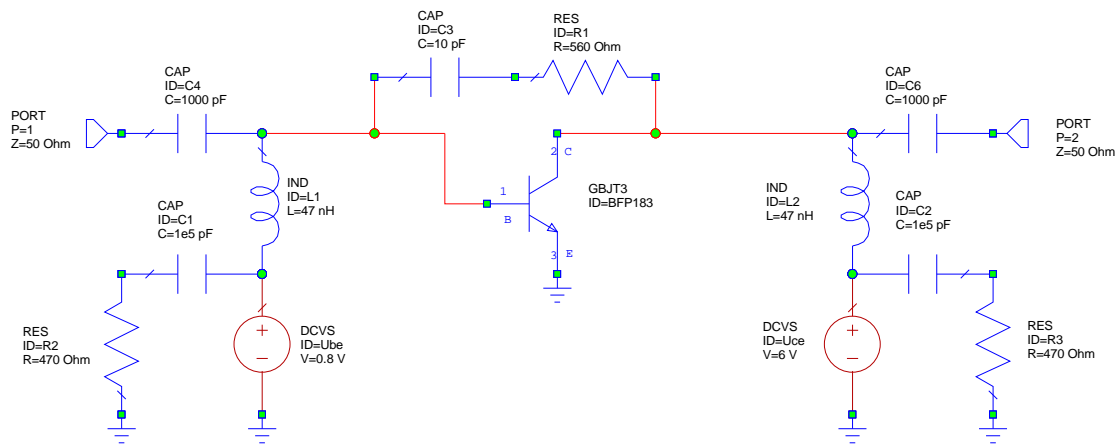 CAP
ID=C3
C=10 pF
RES
ID=R1
R=560 Ohm
CAP
ID=C4
C=1000 pF
CAP
ID=C6
C=1000 pF
PORT
P=1
Z=50 Ohm
PORT
P=2
Z=50 Ohm
2
C
1
B
3
E
GBJT3
ID=BFP183
IND
ID=L1
L=47 nH
IND
ID=L2
L=47 nH
CAP
ID=C1
C=1e5 pF
CAP
ID=C2
C=1e5 pF
RES
ID=R2
R=470 Ohm
DCVS
ID=Ube
V=0.8 V
DCVS
ID=Uce
V=6 V
RES
ID=R3
R=470 Ohm